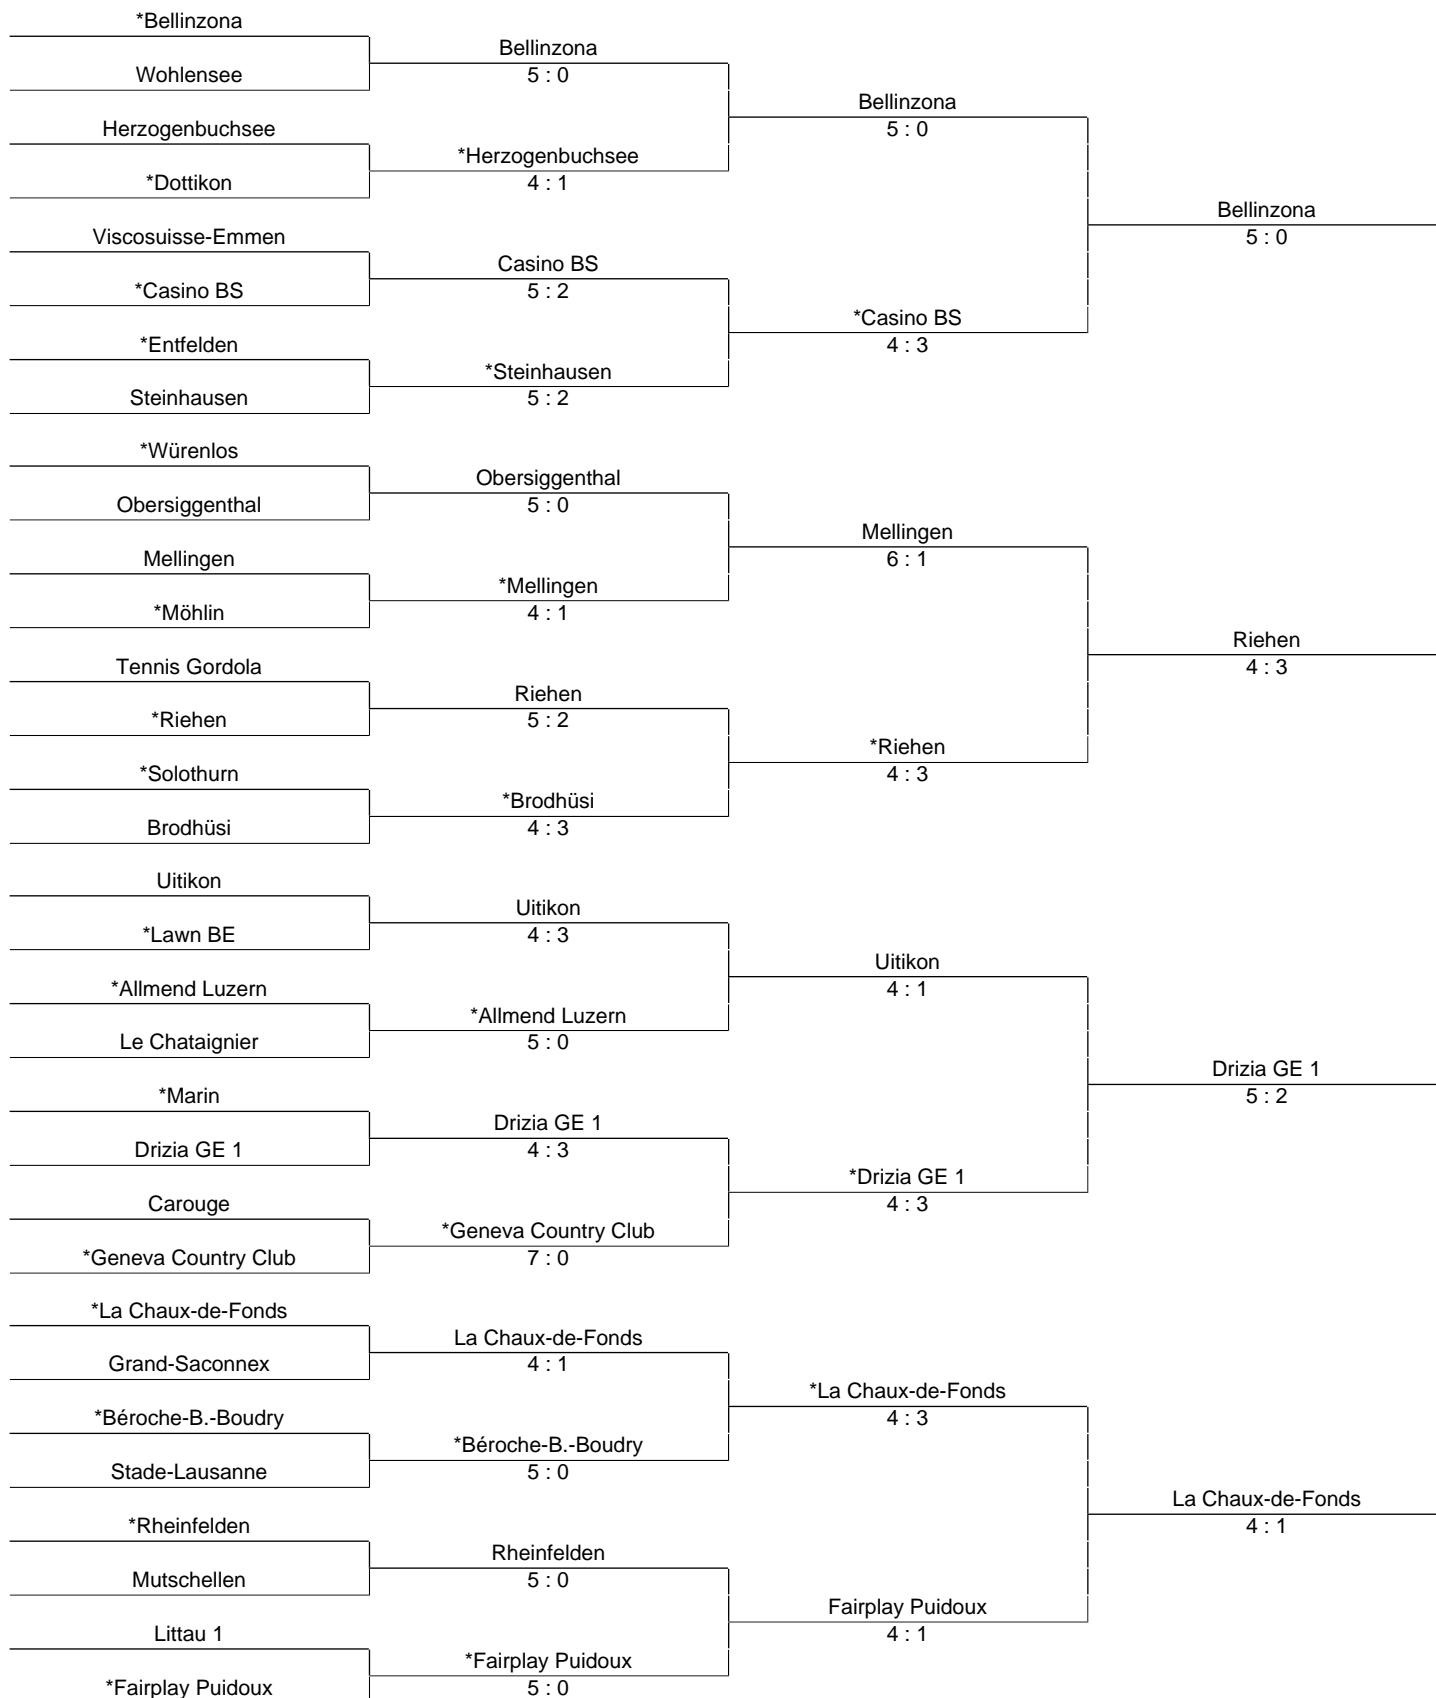 *Bellinzona
Bellinzona
Wohlensee
5 : 0
Bellinzona
Herzogenbuchsee
5 : 0
*Herzogenbuchsee
*Dottikon
4 : 1
Bellinzona
Viscosuisse-Emmen
5 : 0
Casino BS
*Casino BS
5 : 2
*Casino BS
*Entfelden
4 : 3
*Steinhausen
Steinhausen
5 : 2
*Würenlos
Obersiggenthal
Obersiggenthal
5 : 0
Mellingen
Mellingen
6 : 1
*Mellingen
*Möhlin
4 : 1
Riehen
Tennis Gordola
4 : 3
Riehen
*Riehen
5 : 2
*Riehen
*Solothurn
4 : 3
*Brodhüsi
Brodhüsi
4 : 3
Uitikon
Uitikon
*Lawn BE
4 : 3
Uitikon
*Allmend Luzern
4 : 1
*Allmend Luzern
Le Chataignier
5 : 0
Drizia GE 1
*Marin
5 : 2
Drizia GE 1
Drizia GE 1
4 : 3
*Drizia GE 1
Carouge
4 : 3
*Geneva Country Club
*Geneva Country Club
7 : 0
*La Chaux-de-Fonds
La Chaux-de-Fonds
Grand-Saconnex
4 : 1
*La Chaux-de-Fonds
*Béroche-B.-Boudry
4 : 3
*Béroche-B.-Boudry
Stade-Lausanne
5 : 0
La Chaux-de-Fonds
*Rheinfelden
4 : 1
Rheinfelden
Mutschellen
5 : 0
Fairplay Puidoux
Littau 1
4 : 1
*Fairplay Puidoux
*Fairplay Puidoux
5 : 0